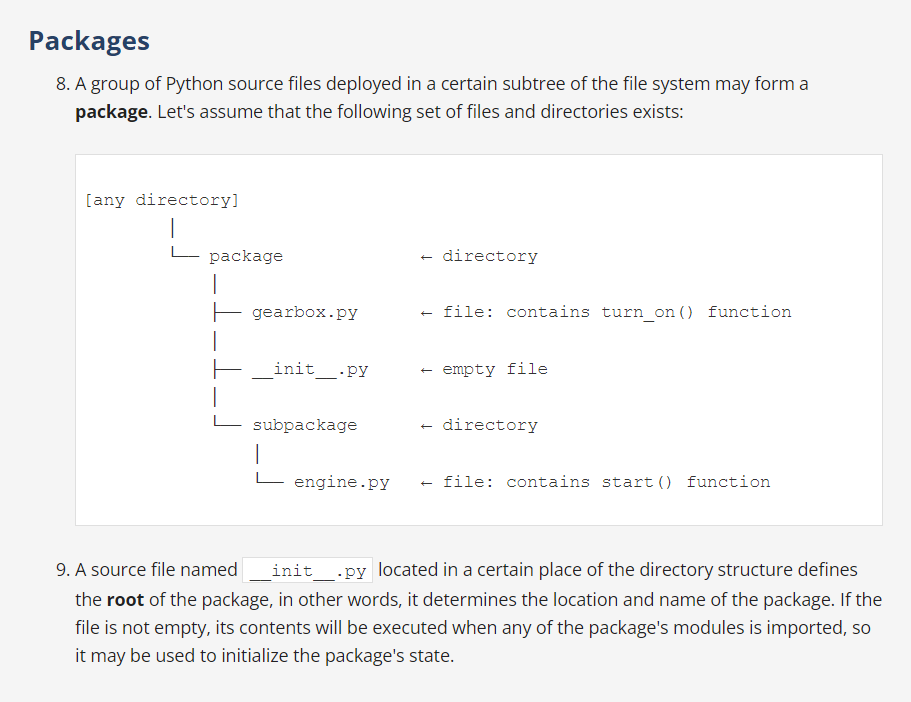 Packages
8. A group of Python source files deployed in a certain subtree of the file system may form a
package. Let's assume that the following set of files and directories exists:
[any directory]
package ← directory
gearbox.py ← file: contains turn_on() function
__init__.py ← empty file
subpackage ← directory
engine.py ← file: contains start() function
9. A source file named __init__.py located in a certain place of the directory structure defines
the root of the package, in other words, it determines the location and name of the package. If the
file is not empty, its contents will be executed when any of the package's modules is imported, so
it may be used to initialize the package's state.